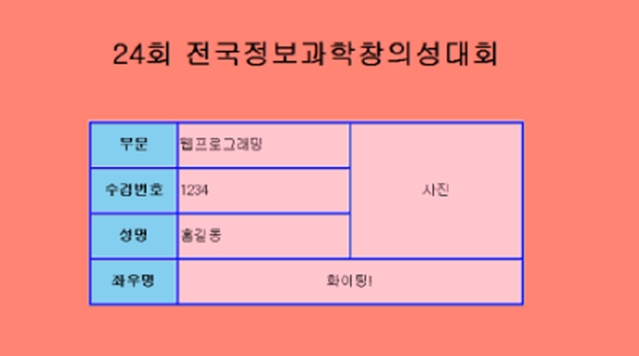 24회 전국정보과학창의성대회
부문 웹프로그래밍
수검번호 1234 사진
성명 홍길동
좌우명 화이팅!